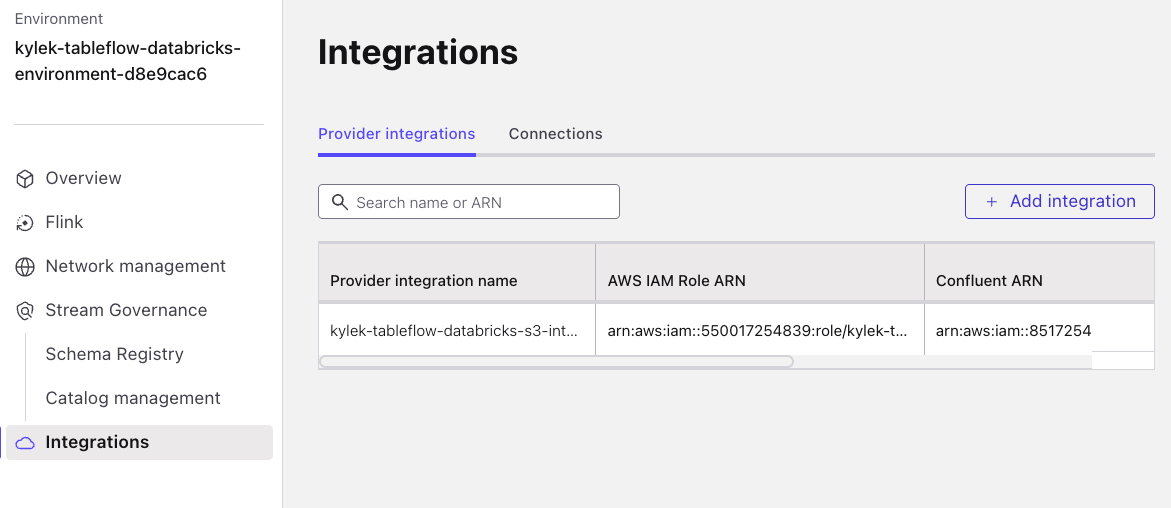 Environment
kylek-tableflow-databricks-
environment-d8e9cac6
Overview
Flink
Network management
Stream Governance
Schema Registry
Catalog management
Integrations
Integrations
Provider integrations
Connections
Search name or ARN
+ Add integration
Provider integration name
AWS IAM Role ARN
Confluent ARN
kylek-tableflow-databricks-s3-int...
arn:aws:iam::550017254839:role/kylek-t...
arn:aws:iam::8517254